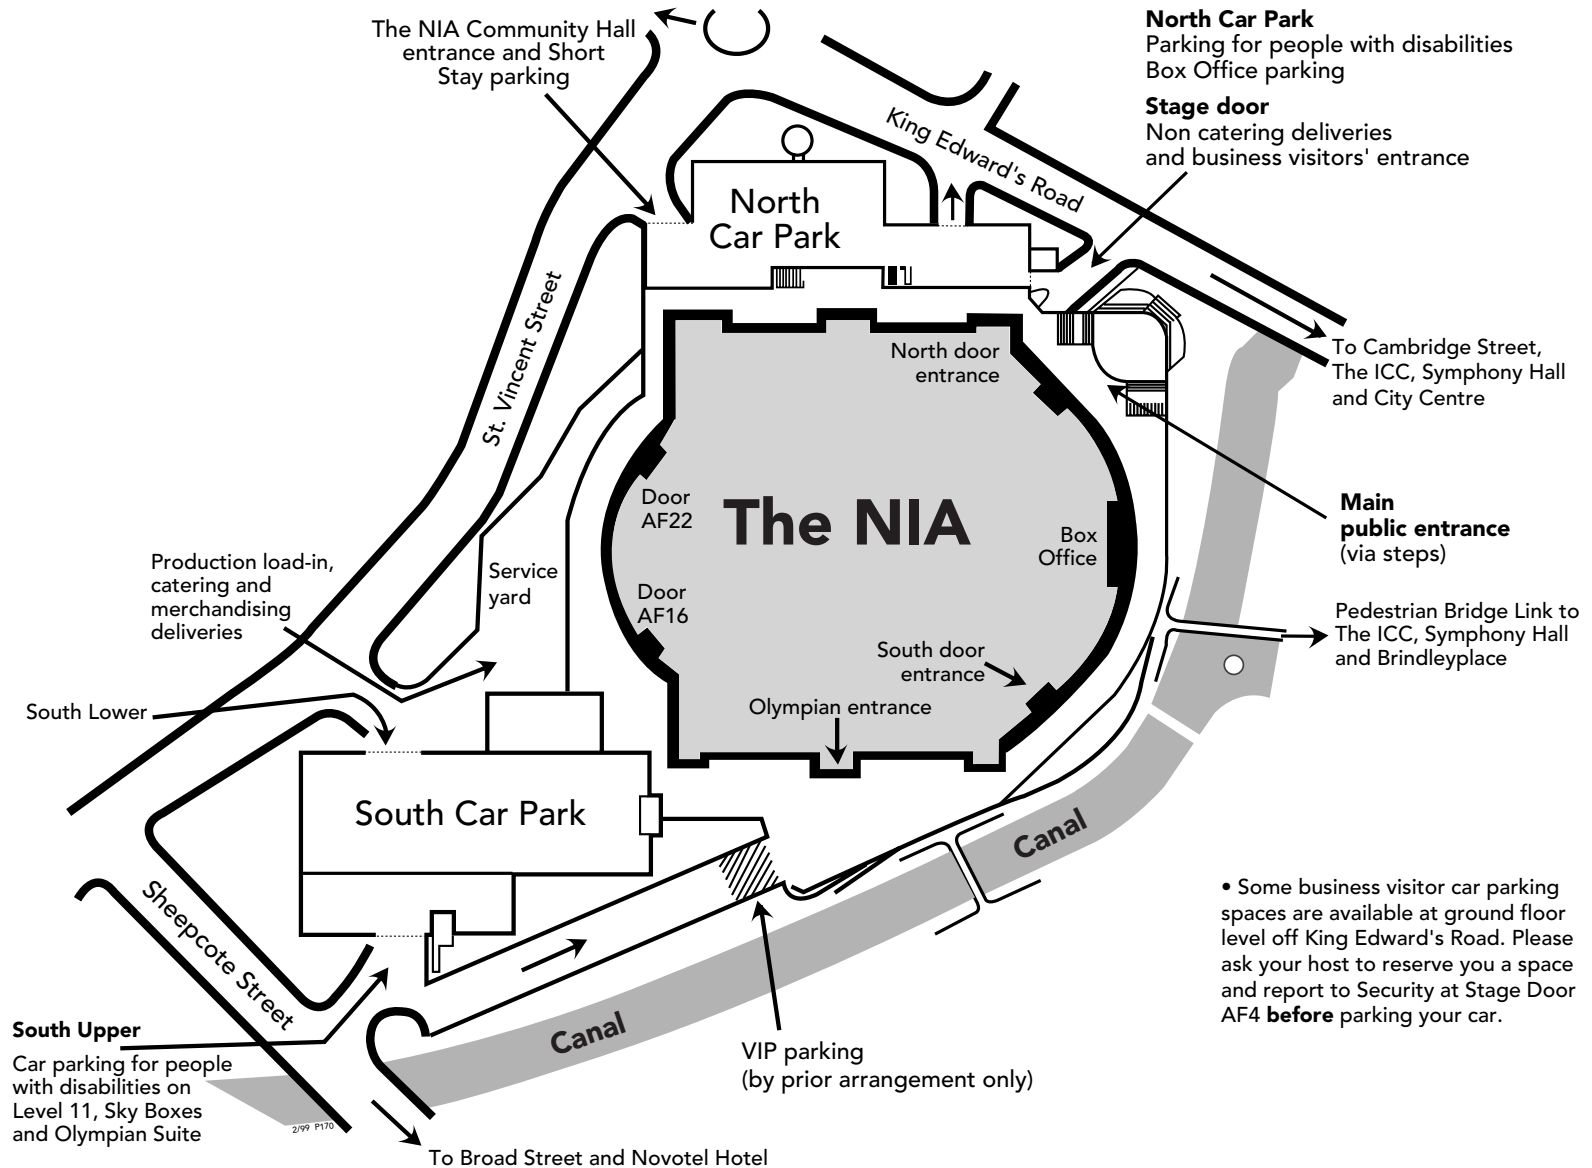 The NIA Community Hall
entrance and Short
Stay parking
North Car Park
Parking for people with disabilities
Box Office parking
Stage door
Non catering deliveries
and business visitors' entrance
King Edward's Road
North
Car Park
St. Vincent Street
North door
entrance
To Cambridge Street,
The ICC, Symphony Hall
and City Centre
Door
AF22
The NIA
Box
Office
Main
public entrance
(via steps)
Production load-in,
catering and
merchandising
deliveries
Service
yard
Door
AF16
Pedestrian Bridge Link to
The ICC, Symphony Hall
and Brindleyplace
South door
entrance
Olympian entrance
South Lower
South Car Park
Canal
Sheepcote Street
• Some business visitor car parking
spaces are available at ground floor
level off King Edward's Road. Please
ask your host to reserve you a space
and report to Security at Stage Door
AF4 before parking your car.
Canal
South Upper
Car parking for people
with disabilities on
Level 11, Sky Boxes
and Olympian Suite
VIP parking
(by prior arrangement only)
2/99 P170
To Broad Street and Novotel Hotel